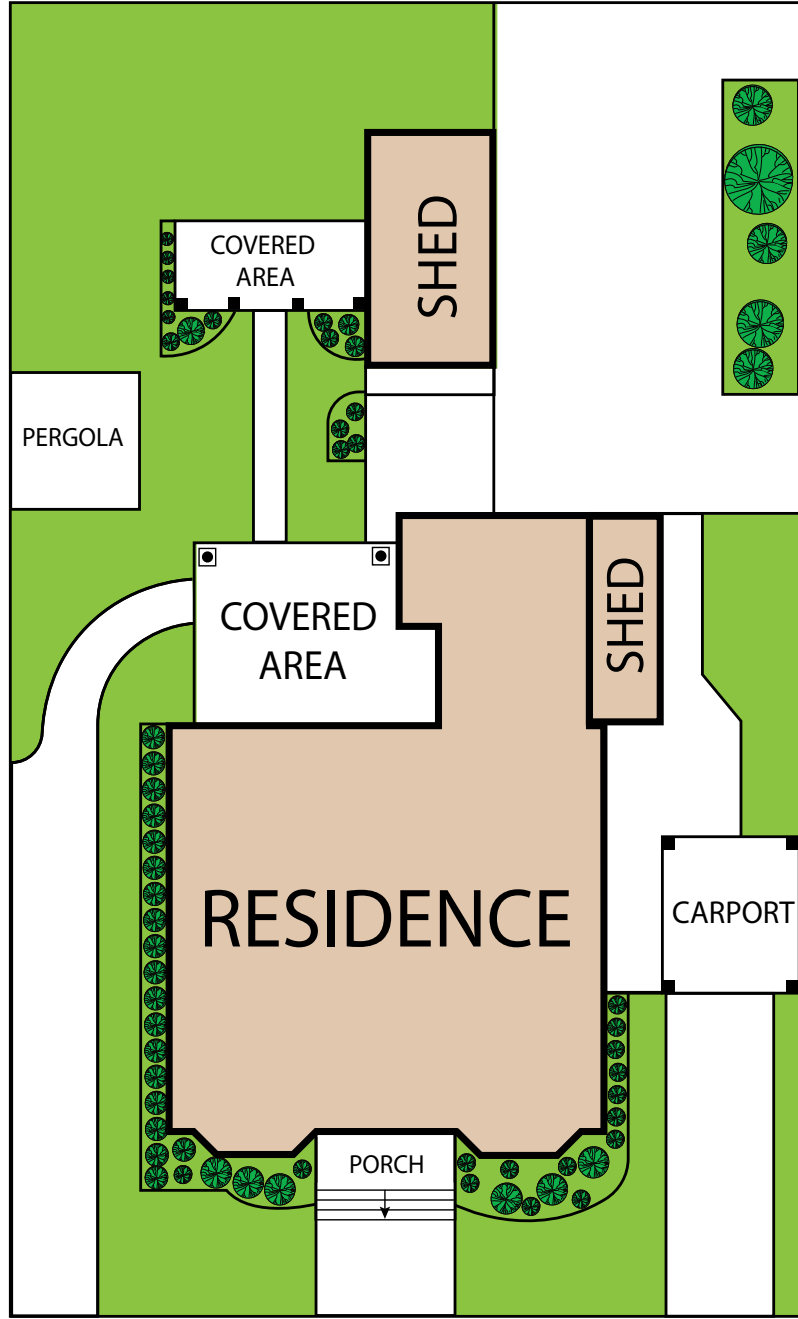 SHED
COVERED
AREA
PERGOLA
COVERED
AREA
SHED
RESIDENCE
CARPORT
PORCH